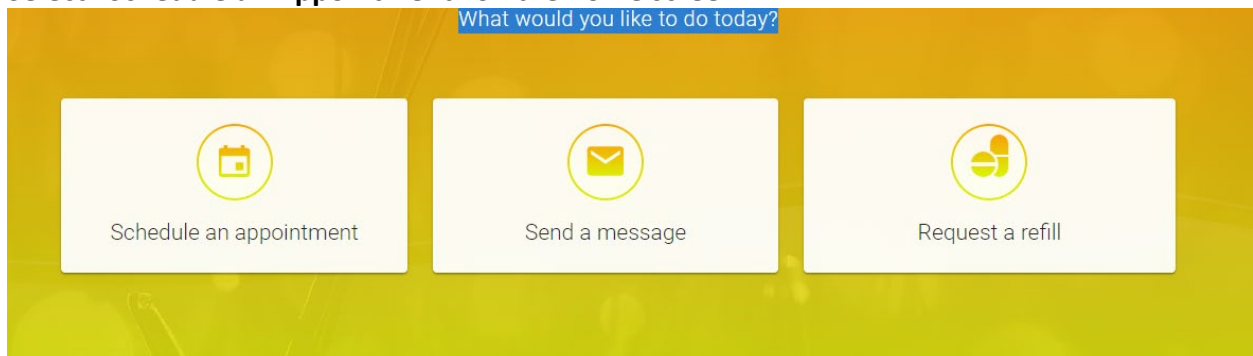 What would you like to do today?
Schedule an appointment
Send a message
Request a refill